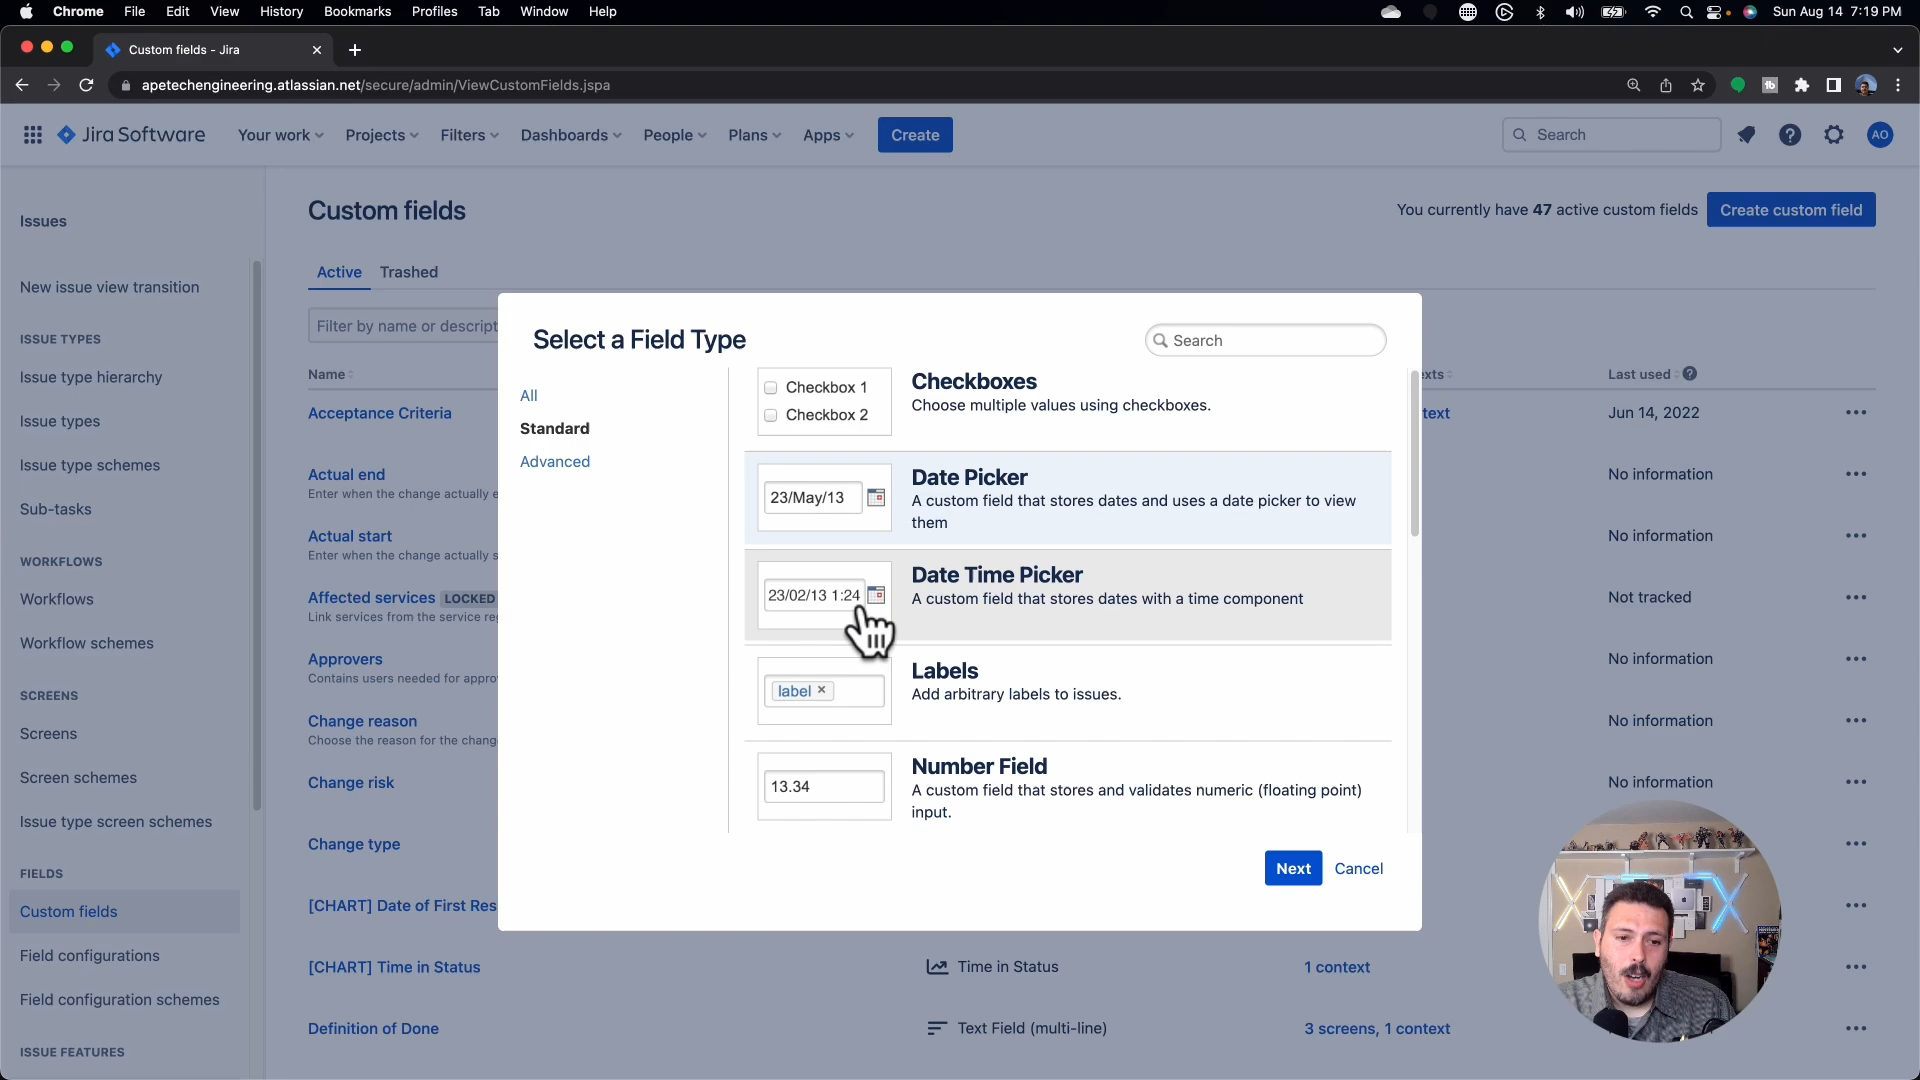 Chrome File Edit View History Bookmarks Profiles Tab Window Help
Sun Aug 14 7:19 PM
Custom fields - Jira
apetechengineering.atlassian.net/secure/admin/ViewCustomFields.jspa
Jira Software Your work Projects Filters Dashboards People Plans Apps Create Search AO
Issues
New issue view transition
ISSUE TYPES
Issue type hierarchy
Issue types
Issue type schemes
Sub-tasks
WORKFLOWS
Workflows
Workflow schemes
SCREENS
Screens
Screen schemes
Issue type screen schemes
FIELDS
Custom fields
Field configurations
Field configuration schemes
ISSUE FEATURES
Custom fields
You currently have 47 active custom fields
Create custom field
Active Trashed
Filter by name or descript
Name
Last used
Acceptance Criteria
Jun 14, 2022
Actual end
Enter when the change actually e
No information
Actual start
Enter when the change actually s
No information
Affected services LOCKED
Link services from the service re
Not tracked
Approvers
Contains users needed for appro
No information
Change reason
Choose the reason for the chang
No information
Change risk
No information
Change type
[CHART] Date of First Res
[CHART] Time in Status
Time in Status
1 context
Definition of Done
Text Field (multi-line)
3 screens, 1 context
Select a Field Type
Search
All
Standard
Advanced
Checkbox 1
Checkbox 2
Checkboxes
Choose multiple values using checkboxes.
23/May/13
Date Picker
A custom field that stores dates and uses a date picker to view
them
23/02/13 1:24
Date Time Picker
A custom field that stores dates with a time component
label
Labels
Add arbitrary labels to issues.
13.34
Number Field
A custom field that stores and validates numeric (floating point)
input.
Next Cancel